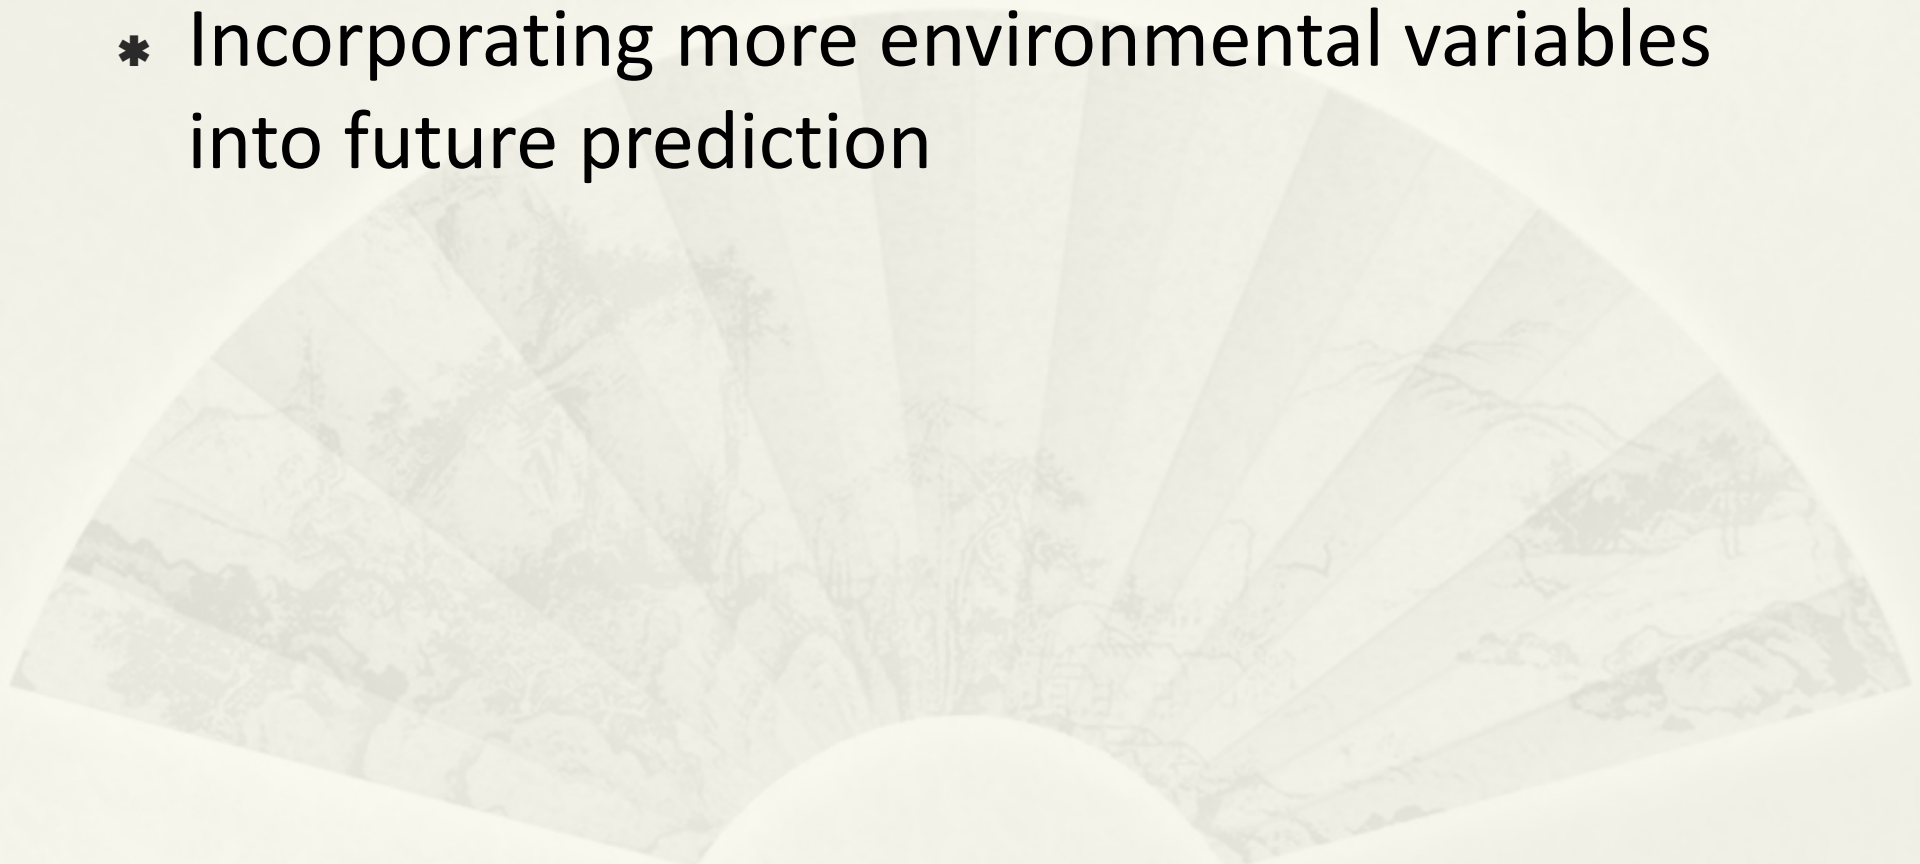 ✱ Incorporating more environmental variables
into future prediction